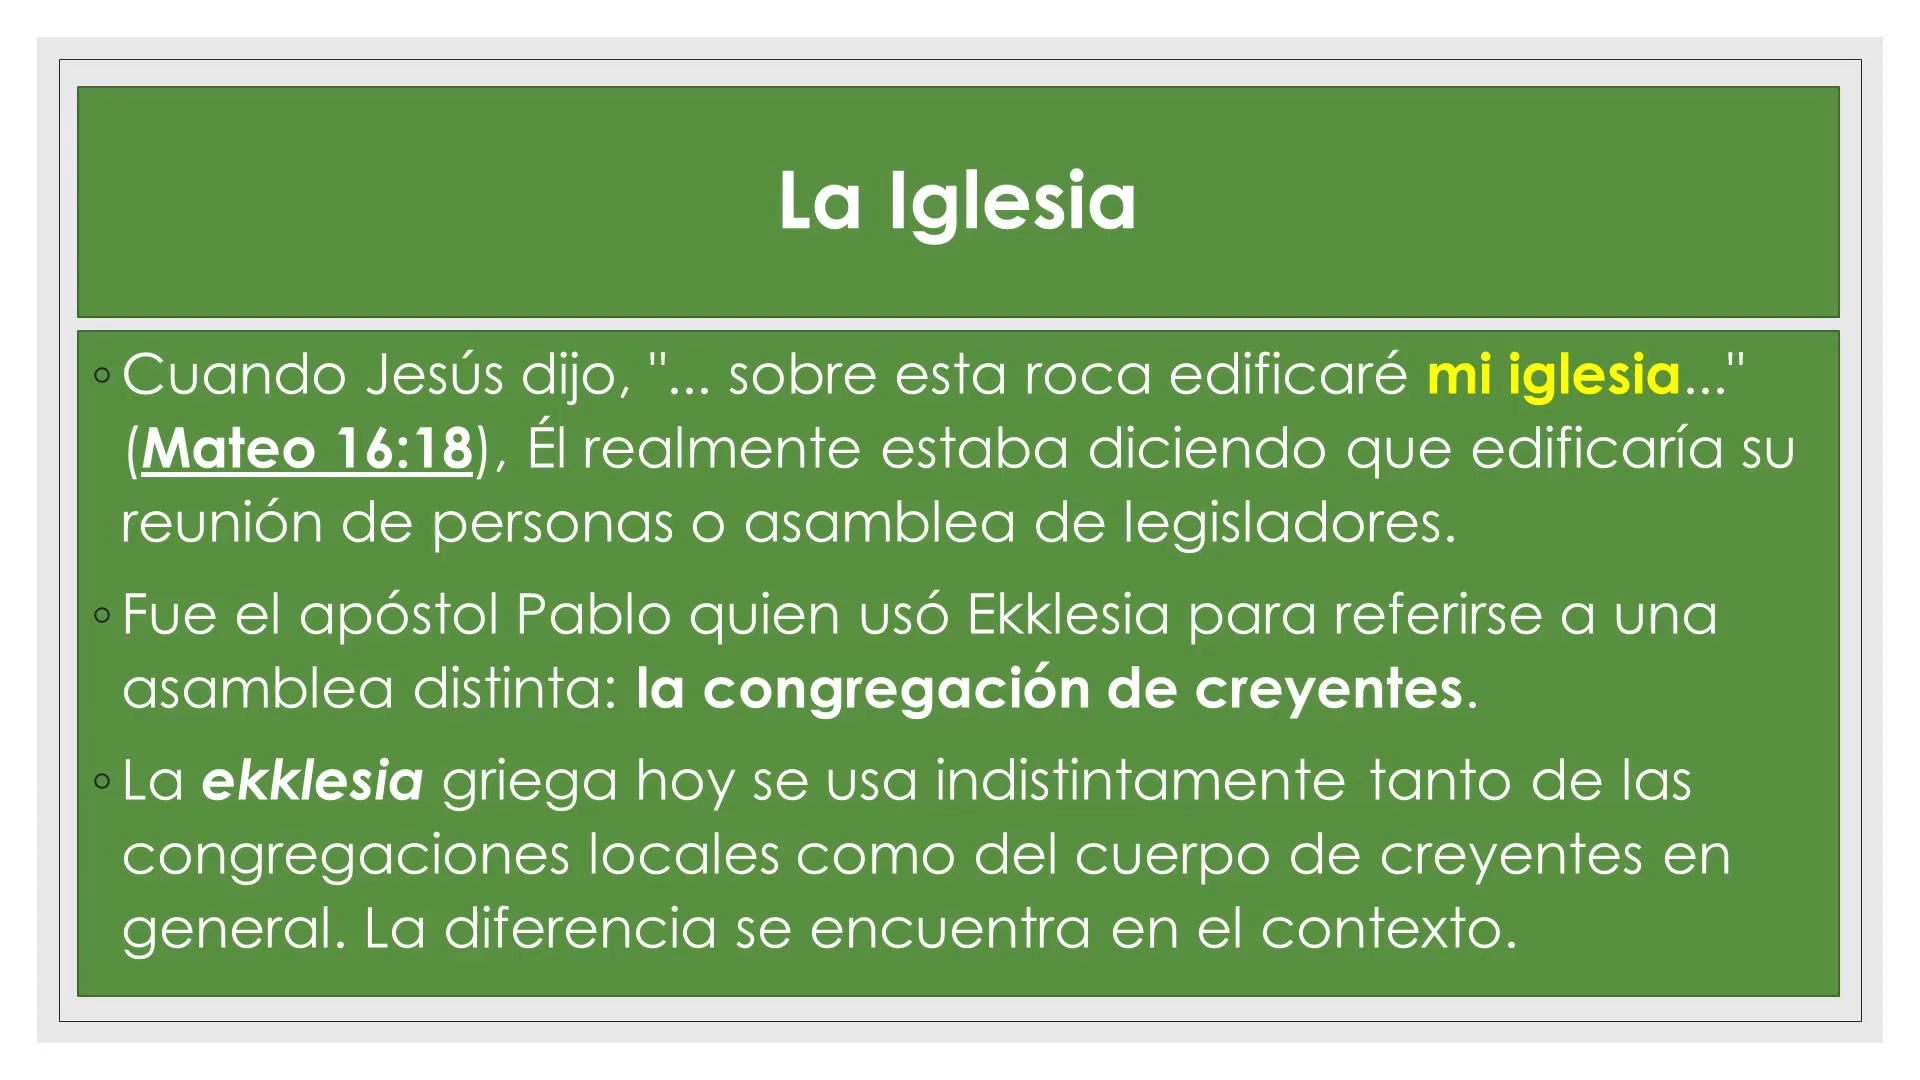 La Iglesia
◦ Cuando Jesús dijo, "... sobre esta roca edificaré mi iglesia..."
(Mateo 16:18), Él realmente estaba diciendo que edificaría su
reunión de personas o asamblea de legisladores.
◦ Fue el apóstol Pablo quien usó Ekklesia para referirse a una
asamblea distinta: la congregación de creyentes.
◦ La ekklesia griega hoy se usa indistintamente tanto de las
congregaciones locales como del cuerpo de creyentes en
general. La diferencia se encuentra en el contexto.